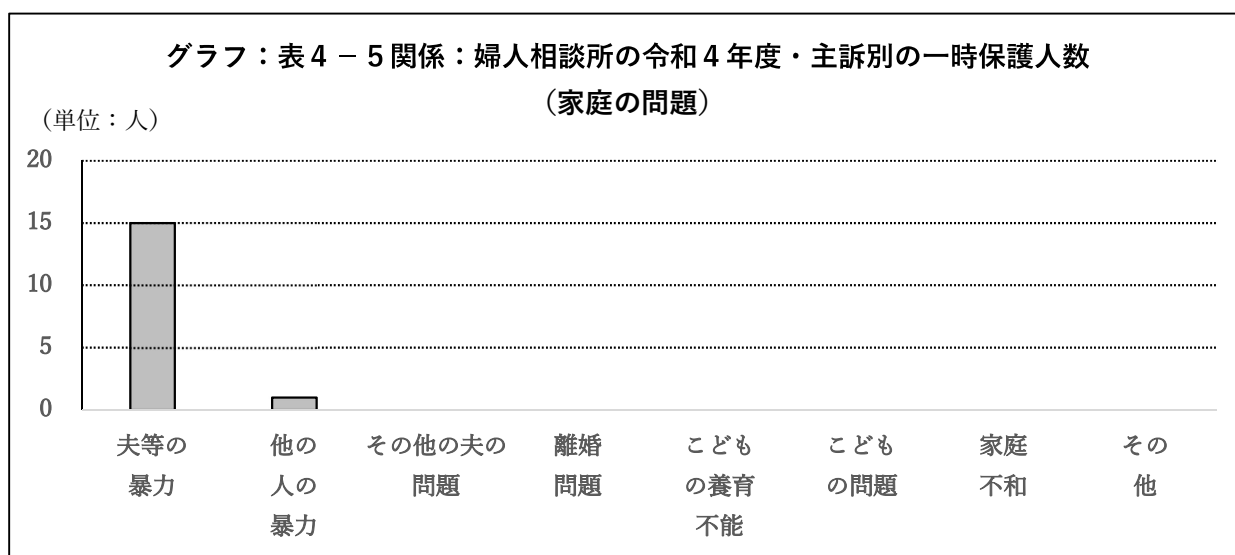 グラフ：表４－５関係：婦人相談所の令和４年度・主訴別の一時保護人数
（家庭の問題）
（単位：人）
20
15
10
5
0
夫等の
暴力
他の
人の
暴力
その他の夫の
問題
離婚
問題
こども
の養育
不能
こども
の問題
家庭
不和
その
他